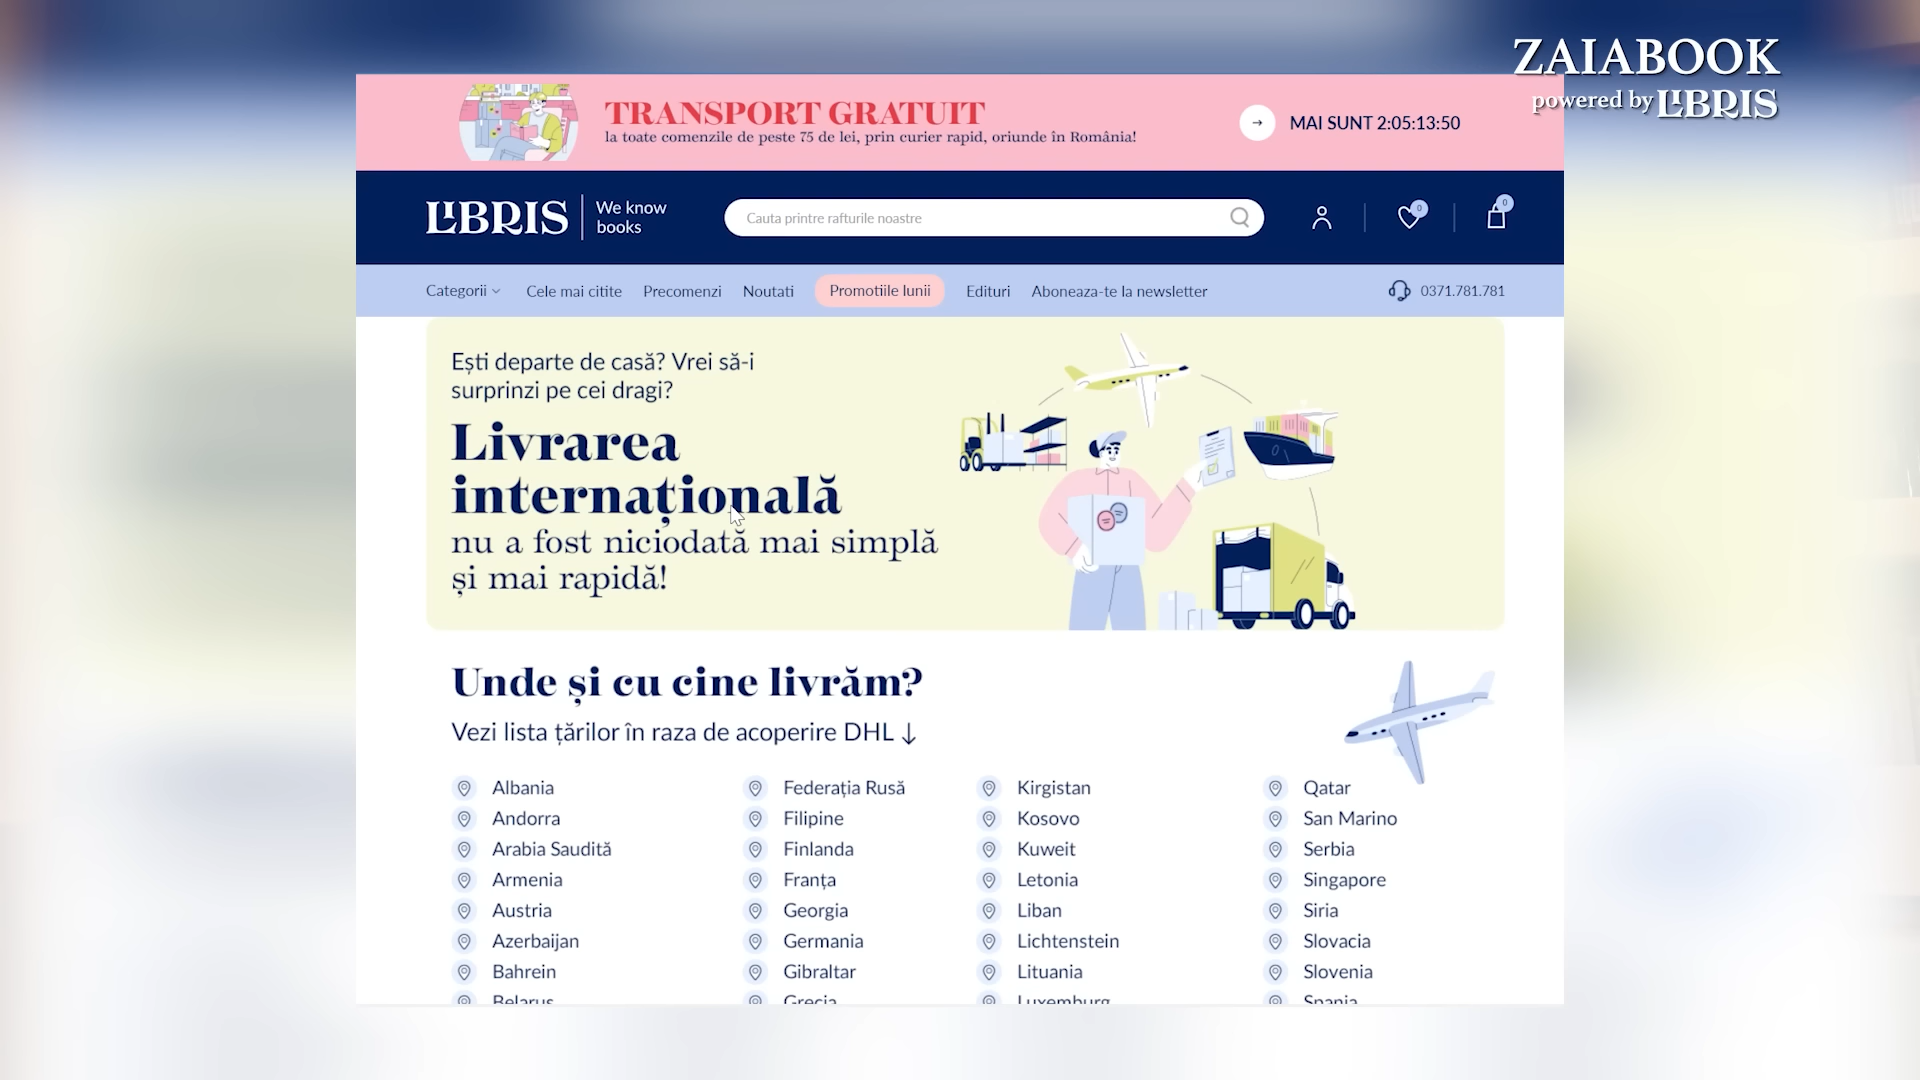 ZAIABOOK
powered by LIBRIS
TRANSPORT GRATUIT
la toate comenzile de peste 75 de lei, prin curier rapid, oriunde în România!
→ MAI SUNT 2:05:13:50
LIBRIS
We know
books
Cauta printre rafturile noastre
0
0
Categorii
Cele mai citite
Precomenzi
Noutati
Promotiile lunii
Edituri
Aboneaza-te la newsletter
0371.781.781
Ești departe de casă? Vrei să-i
surprinzi pe cei dragi?
Livrarea
internațională
nu a fost niciodată mai simplă
și mai rapidă!
Unde și cu cine livrăm?
Vezi lista țărilor în raza de acoperire DHL ↓
Albania
Andorra
Arabia Saudită
Armenia
Austria
Azerbaijan
Bahrein
Belarus
Federația Rusă
Filipine
Finlanda
Franța
Georgia
Germania
Gibraltar
Grecia
Kirgistan
Kosovo
Kuweit
Letonia
Liban
Lichtenstein
Lituania
Luxemburg
Qatar
San Marino
Serbia
Singapore
Siria
Slovacia
Slovenia
Spania